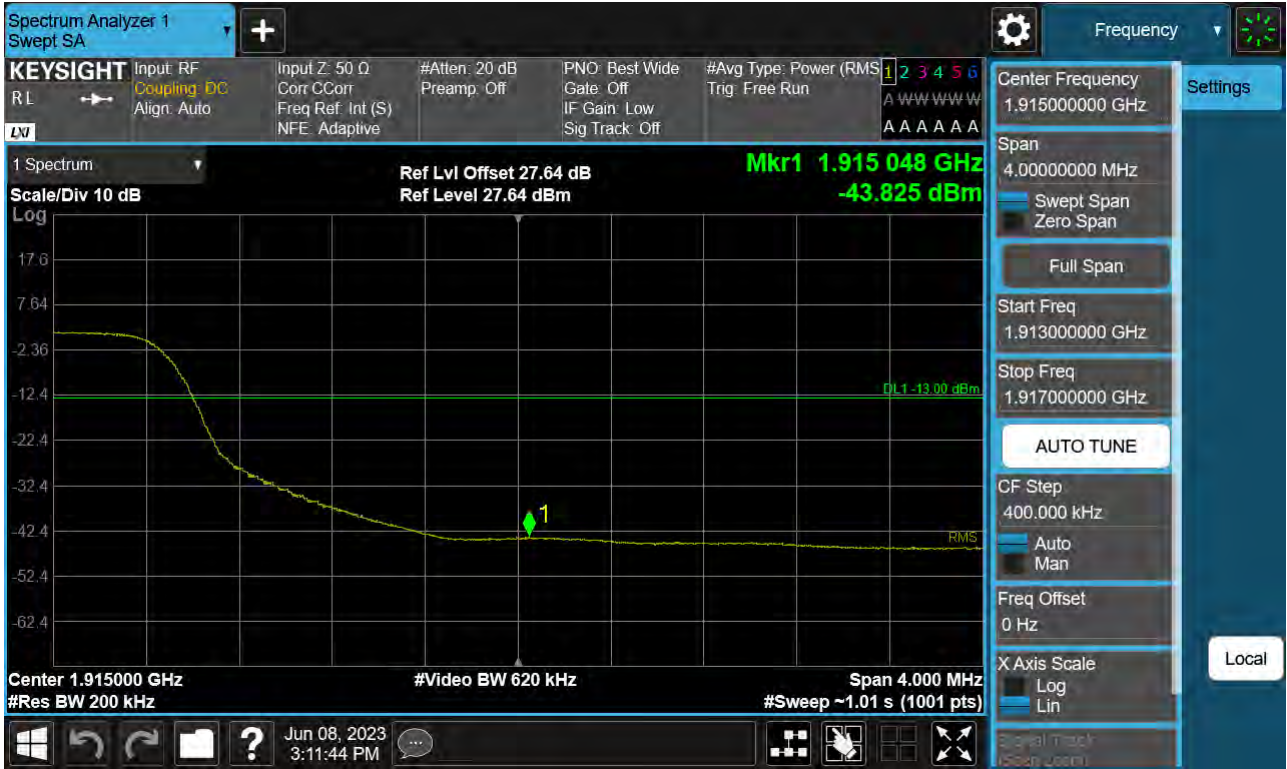 Spectrum Analyzer 1
Swept SA
Frequency
KEYSIGHT
RL
LXI
Input: RF
Coupling: DC
Align: Auto
Input Z: 50 Ω
Corr CCorr
Freq Ref: Int (S)
NFE: Adaptive
#Atten: 20 dB
Preamp: Off
PNO: Best Wide
Gate: Off
IF Gain: Low
Sig Track: Off
#Avg Type: Power (RMS
Trig: Free Run
1 2 3 4 5 6
A W W W W W
A A A A A A
1 Spectrum
Scale/Div 10 dB
Log
Ref Lvl Offset 27.64 dB
Ref Level 27.64 dBm
Mkr1 1.915 048 GHz
-43.825 dBm
17.6
7.64
-2.36
-12.4
-22.4
-32.4
-42.4
-52.4
-62.4
DL1 -13.00 dBm
1
RMS
Center 1.915000 GHz
#Video BW 620 kHz
Span 4.000 MHz
#Res BW 200 kHz
#Sweep ~1.01 s (1001 pts)
Center Frequency
1.915000000 GHz
Settings
Span
4.00000000 MHz
Swept Span
Zero Span
Full Span
Start Freq
1.913000000 GHz
Stop Freq
1.917000000 GHz
AUTO TUNE
CF Step
400.000 kHz
Auto
Man
Freq Offset
0 Hz
X Axis Scale
Log
Lin
Local
Signal Track
(Span Zoom)
?
Jun 08, 2023
3:11:44 PM